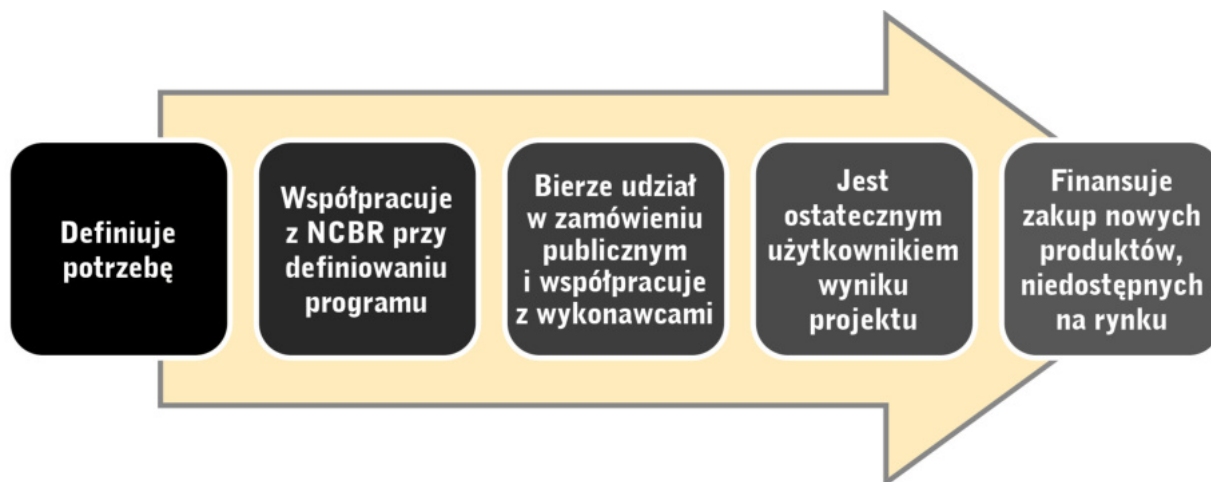 Definiuje
potrzebę
Współpracuje
z NCBR przy
definiowaniu
programu
Bierze udział
w zamówieniu
publicznym
i współpracuje
z wykonawcami
Jest
ostatecznym
użytkownikiem
wyniku
projektu
Finansuje
zakup nowych
produktów,
niedostępnych
na rynku